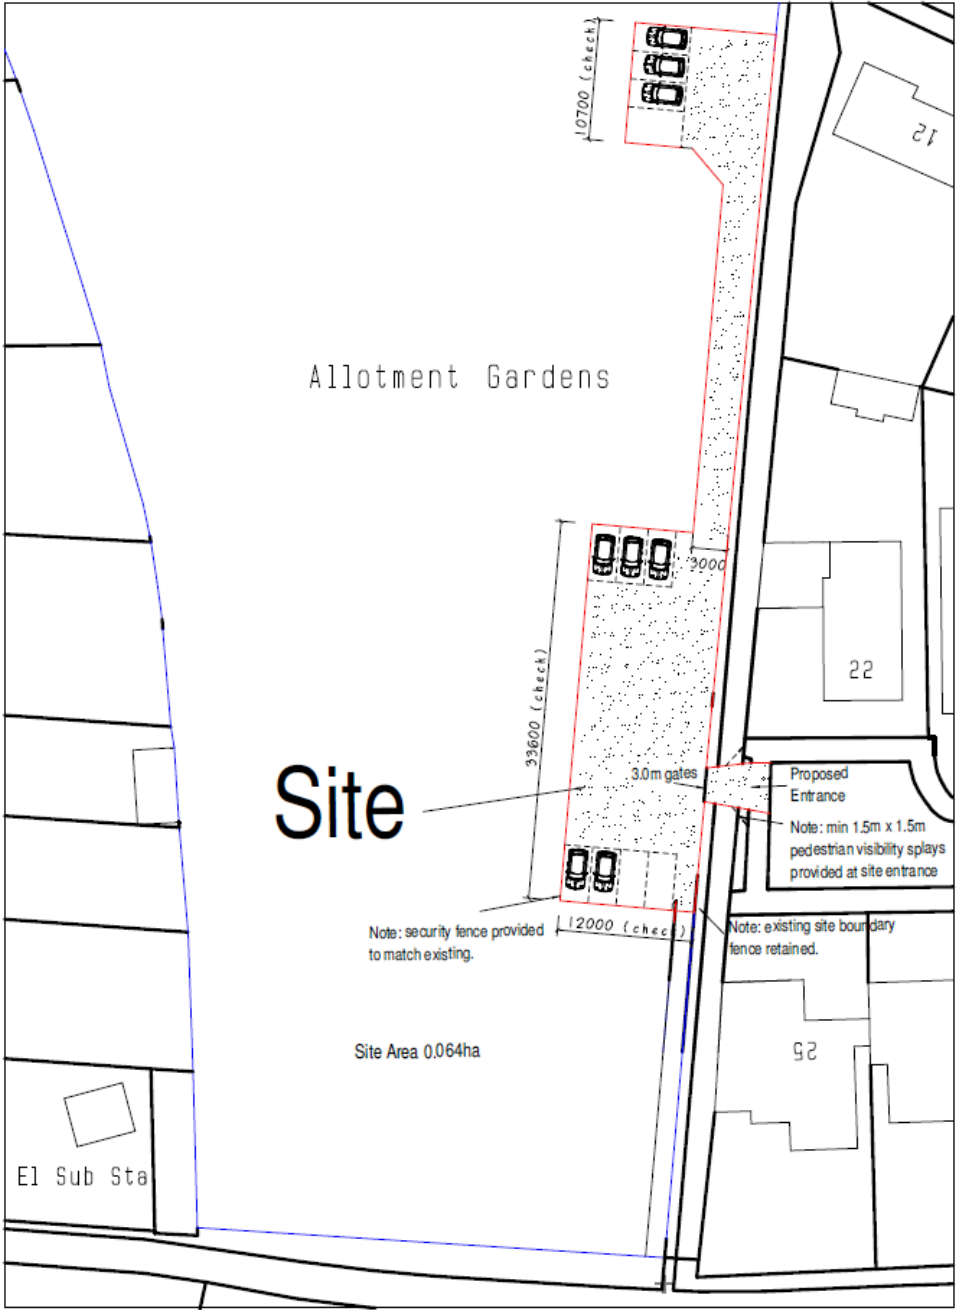 10700 (check)
12
Allotment Gardens
3000
33600 (check)
22
Site
3.0m gates
Proposed
Entrance
Note: min 1.5m x 1.5m
pedestrian visibility splays
provided at site entrance
Note: security fence provided
to match existing.
12000 (check)
Note: existing site boundary
fence retained.
Site Area 0.064ha
25
El Sub Sta